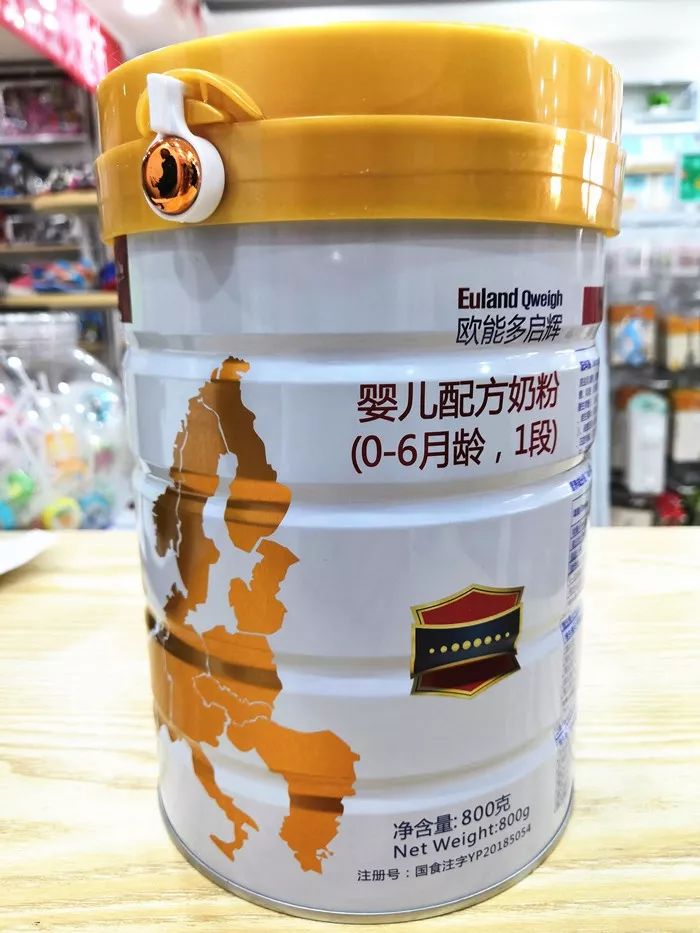 Euland Qweigh
欧能多启辉
婴儿配方奶粉
(0-6月龄，1段)
净含量:800克
Net Weight:800g
注册号：国食注字YP20185054